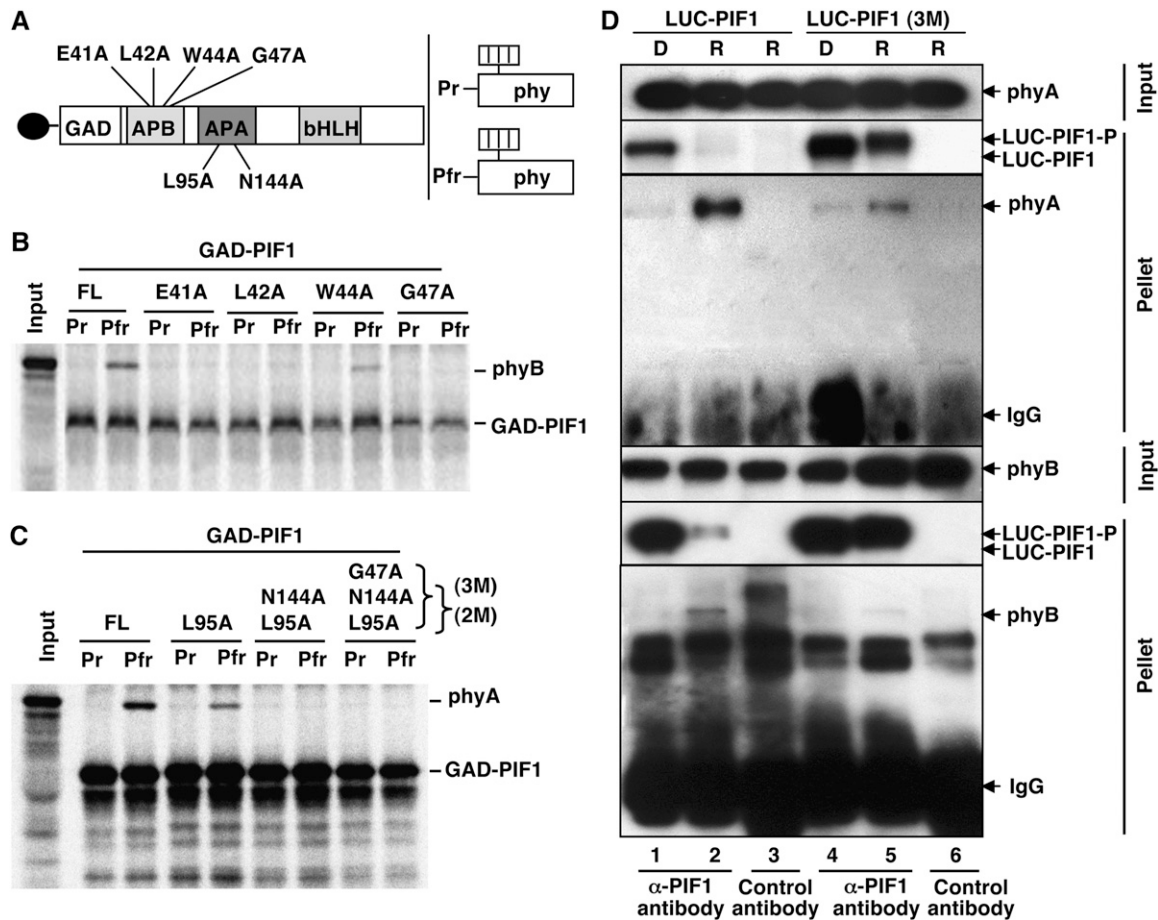 A
E41A L42A W44A G47A
GAD APB APA bHLH
L95A N144A
Pr phy
Pfr phy
B
GAD-PIF1
Input FL E41A L42A W44A G47A
Pr Pfr Pr Pfr Pr Pfr Pr Pfr Pr Pfr
phyB
GAD-PIF1
C
GAD-PIF1
G47A
N144A N144A (3M)
Input FL L95A L95A L95A (2M)
Pr Pfr Pr Pfr Pr Pfr Pr Pfr
phyA
GAD-PIF1
D
LUC-PIF1 LUC-PIF1 (3M)
D R R D R R
phyA Input
LUC-PIF1-P
LUC-PIF1
phyA
Pellet
IgG
phyB Input
LUC-PIF1-P
LUC-PIF1
phyB
Pellet
IgG
1 2 3 4 5 6
α-PIF1 Control α-PIF1 Control
antibody antibody antibody antibody